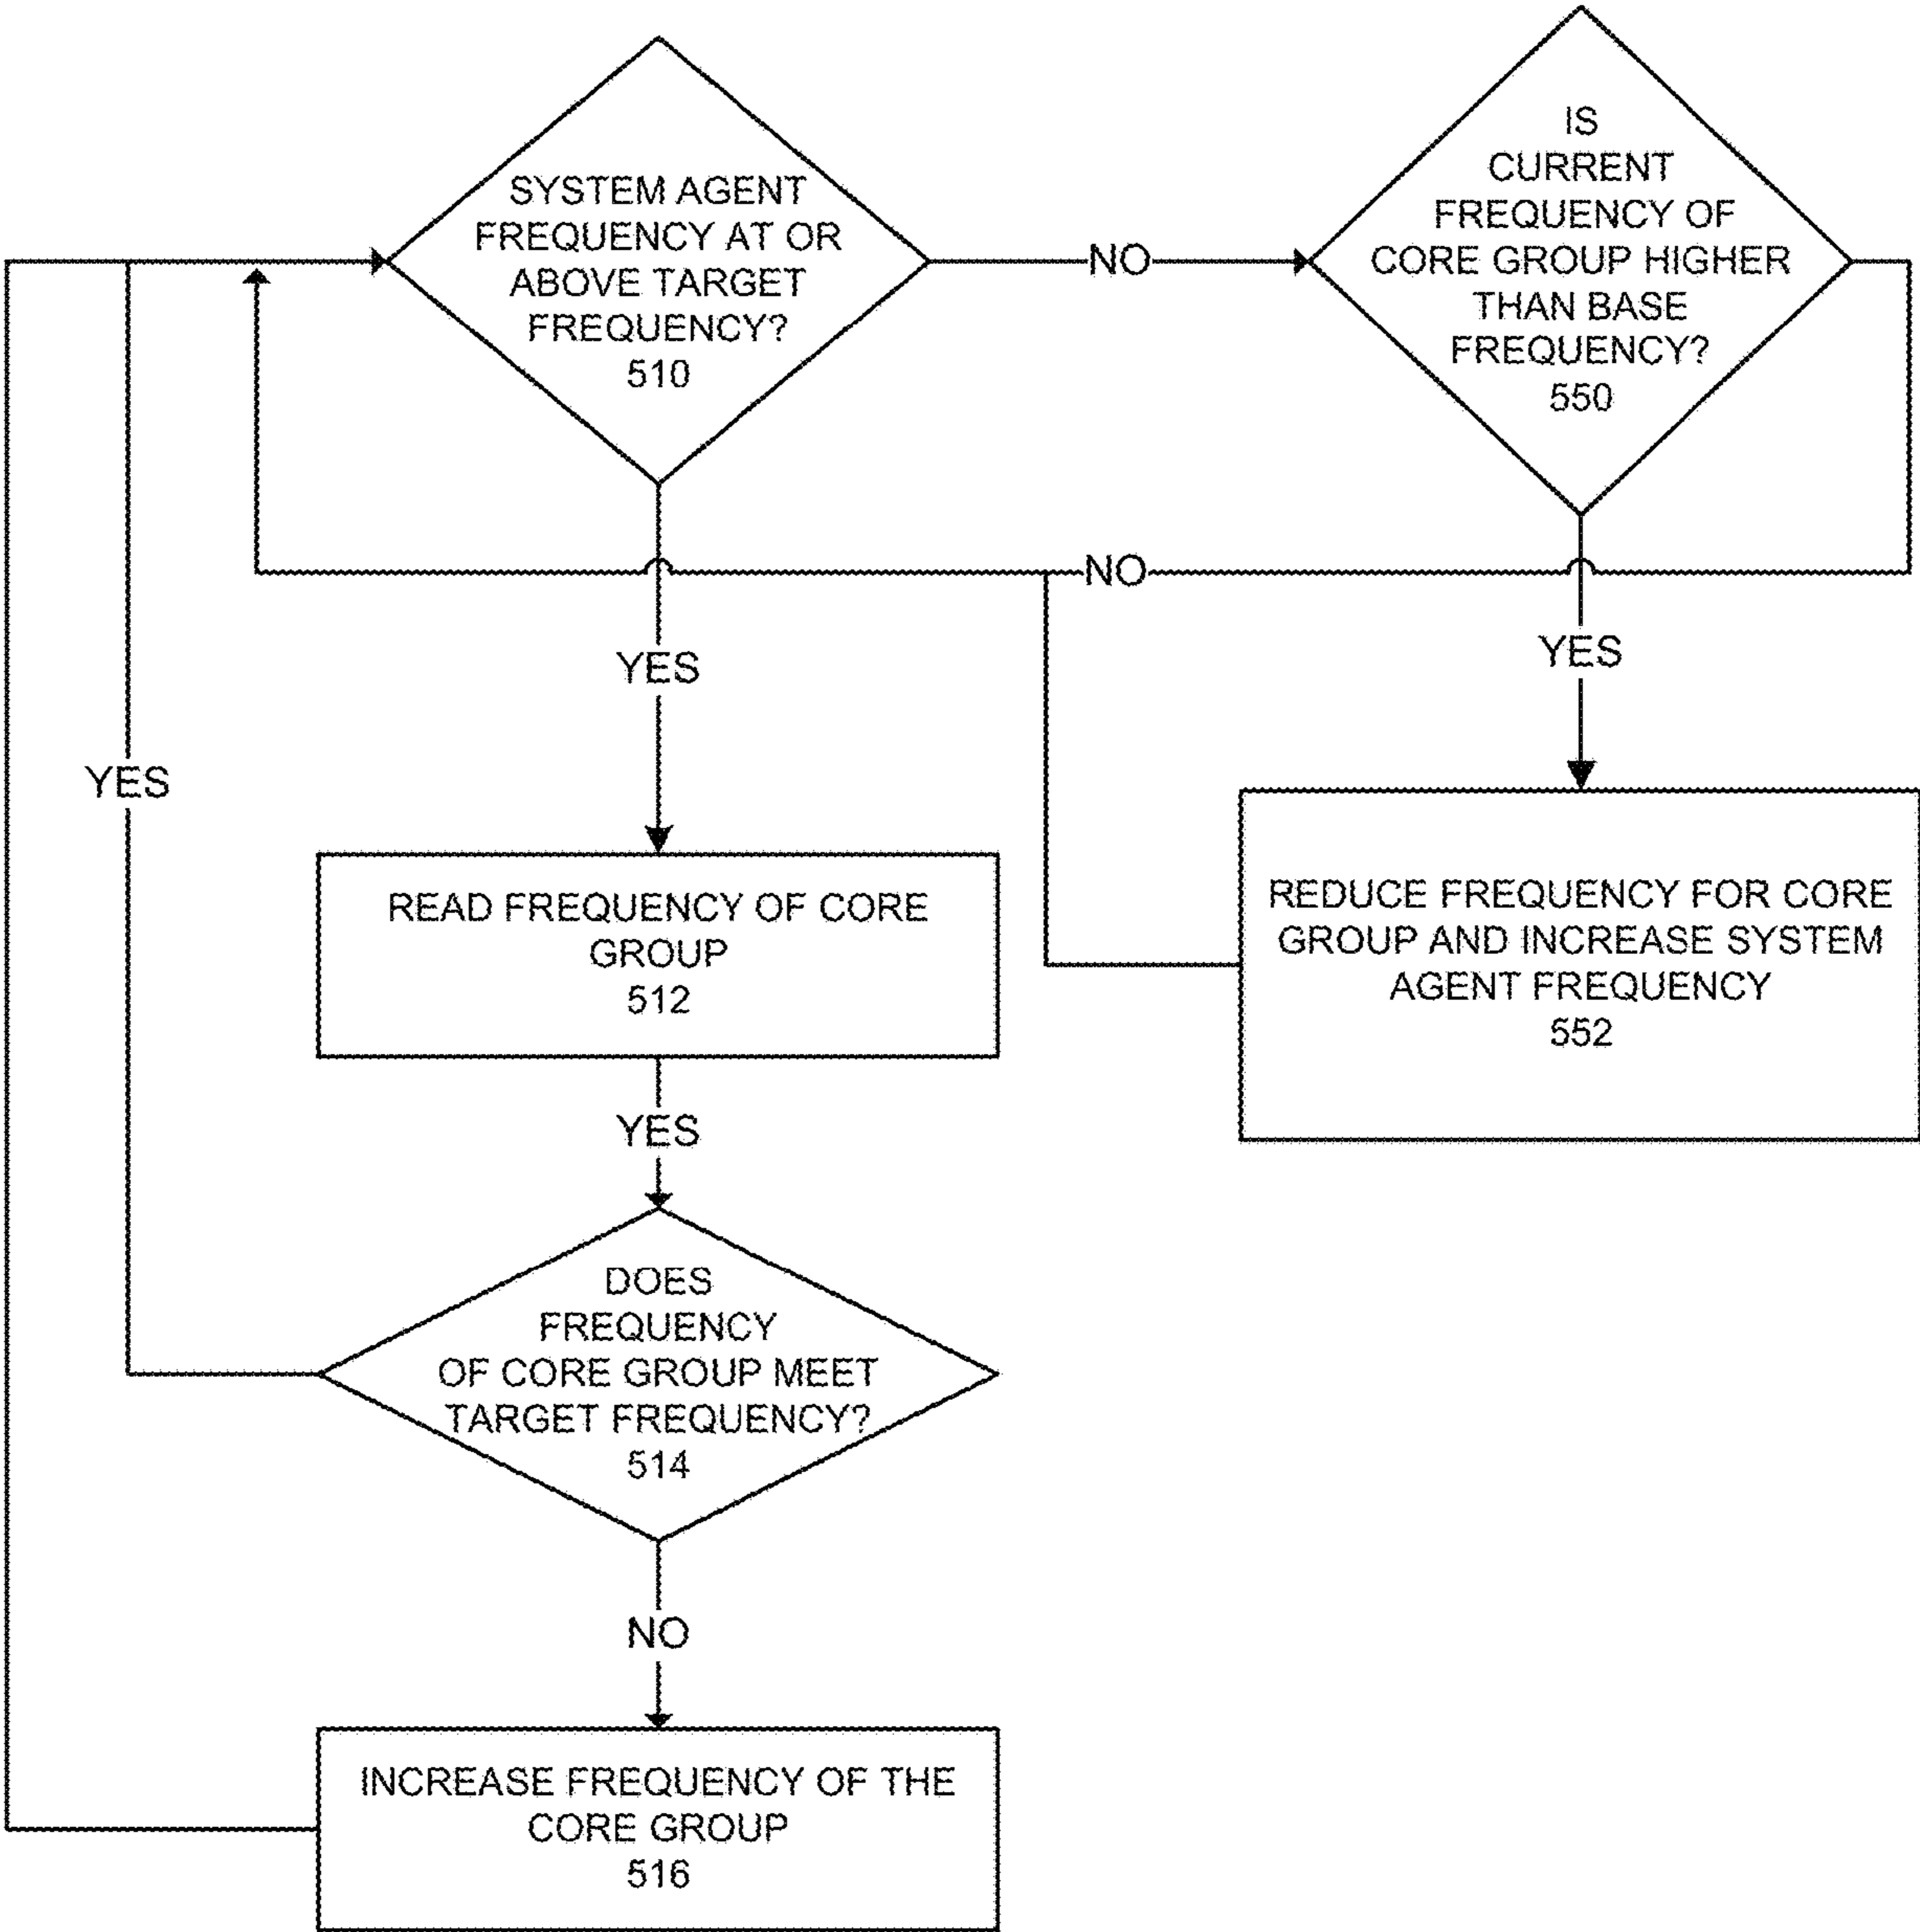 SYSTEM AGENT
FREQUENCY AT OR
ABOVE TARGET
FREQUENCY?
510
NO
IS
CURRENT
FREQUENCY OF
CORE GROUP HIGHER
THAN BASE
FREQUENCY?
550
NO
YES
YES
YES
READ FREQUENCY OF CORE
GROUP
512
REDUCE FREQUENCY FOR CORE
GROUP AND INCREASE SYSTEM
AGENT FREQUENCY
552
YES
DOES
FREQUENCY
OF CORE GROUP MEET
TARGET FREQUENCY?
514
NO
INCREASE FREQUENCY OF THE
CORE GROUP
516